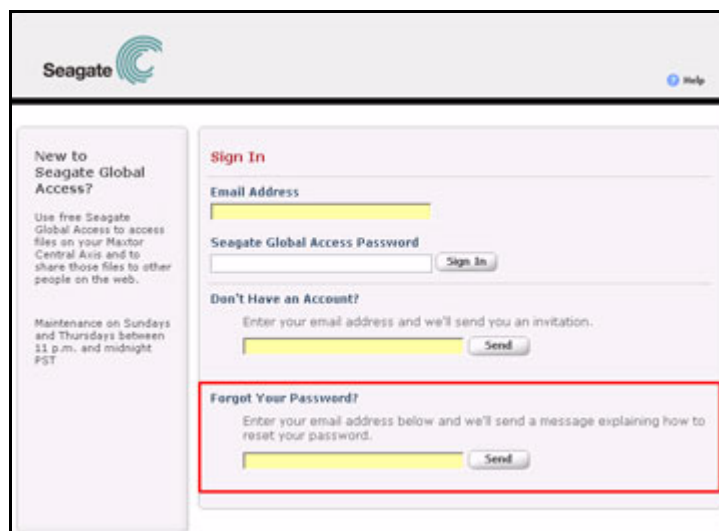 Seagate
Help
New to
Seagate Global
Access?
Use free Seagate
Global Access to access
files on your Maxtor
Central Axis and to
share those files to other
people on the web.
Maintenance on Sundays
and Thursdays between
11 p.m. and midnight
PST
Sign In
Email Address
Seagate Global Access Password
Sign In
Don't Have an Account?
Enter your email address and we'll send you an invitation.
Send
Forgot Your Password?
Enter your email address below and we'll send a message explaining how to
reset your password.
Send